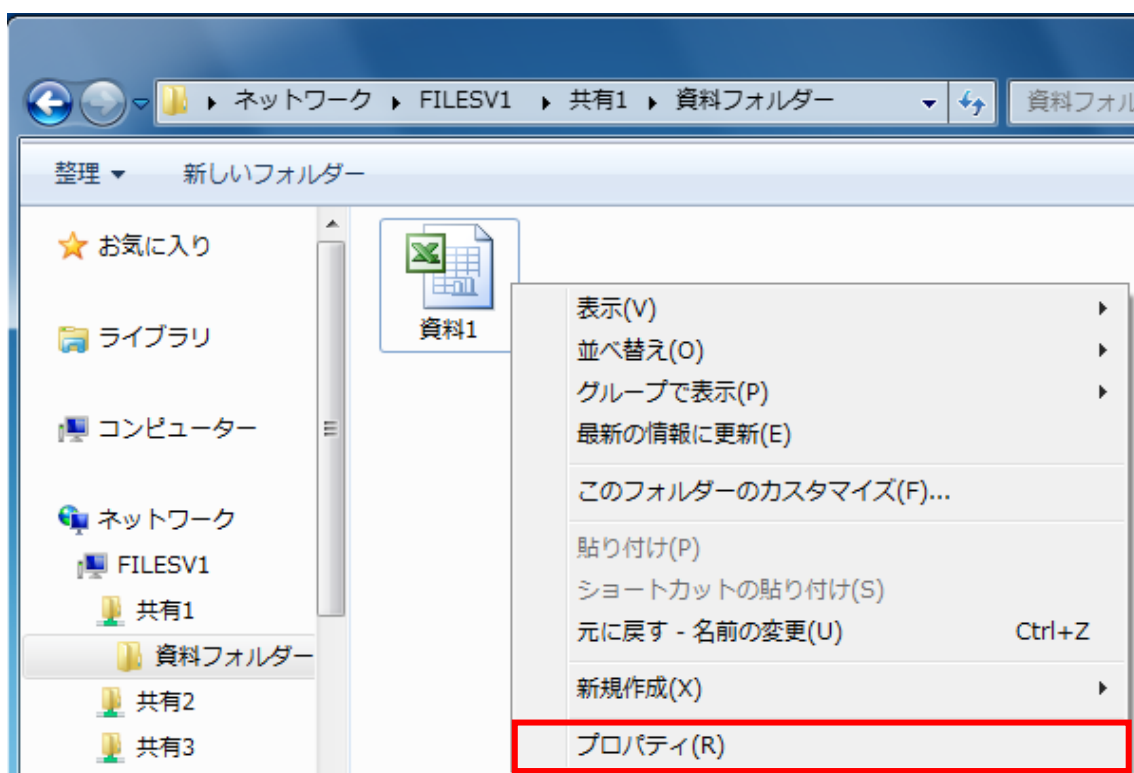 ネットワーク FILESV1 共有1 資料フォルダー 資料フォル
整理 新しいフォルダー
お気に入り
ライブラリ
コンピューター
ネットワーク
FILESV1
共有1
資料フォルダー
共有2
共有3
資料1
表示(V)
並べ替え(O)
グループで表示(P)
最新の情報に更新(E)
このフォルダーのカスタマイズ(F)...
貼り付け(P)
ショートカットの貼り付け(S)
元に戻す - 名前の変更(U) Ctrl+Z
新規作成(X)
プロパティ(R)